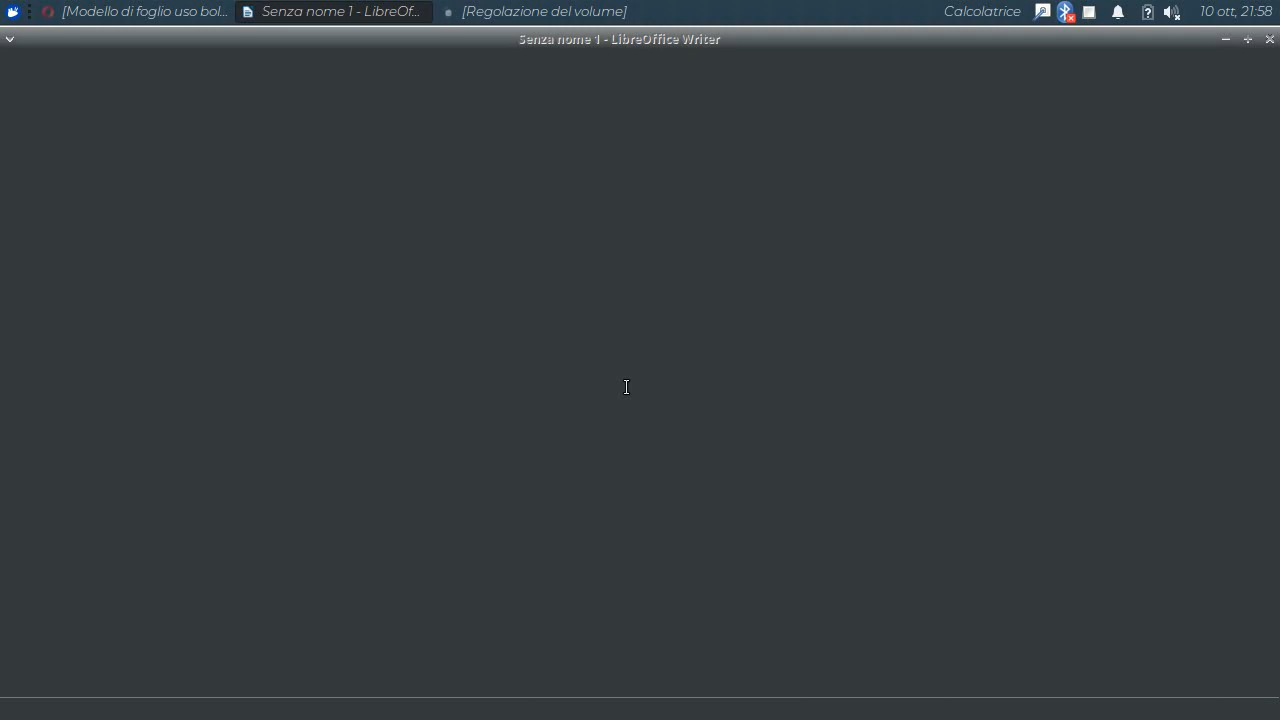 [Modello di foglio uso bol... Senza nome 1 - LibreOf... [Regolazione del volume] Calcolatrice 10 ott, 21:58
Senza nome 1 - LibreOffice Writer